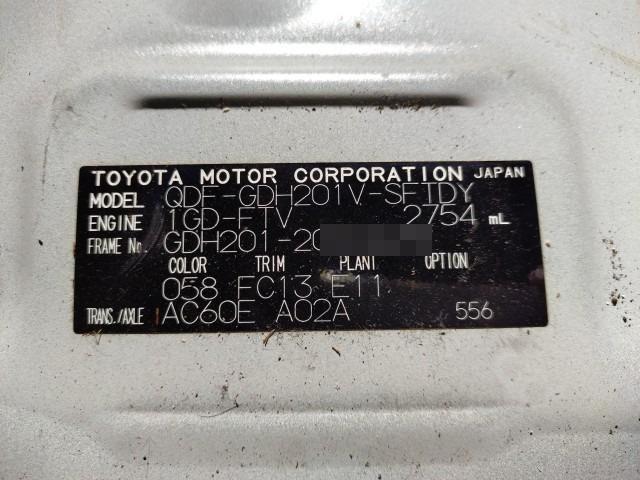 TOYOTA MOTOR CORPORATION JAPAN
MODEL QDF-GDH201V-SFTDY
ENGINE 1GD-FTV 2754 mL
FRAME No. GDH201-20
COLOR TRIM PLANT OPTION
058 FC13 E11
TRANS./AXLE AC60E A02A 556